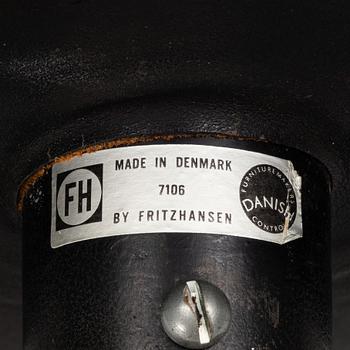 FH
MADE IN DENMARK
7106
BY FRITZHANSEN
FURNITUREMAKERS
DANISH
CONTROL